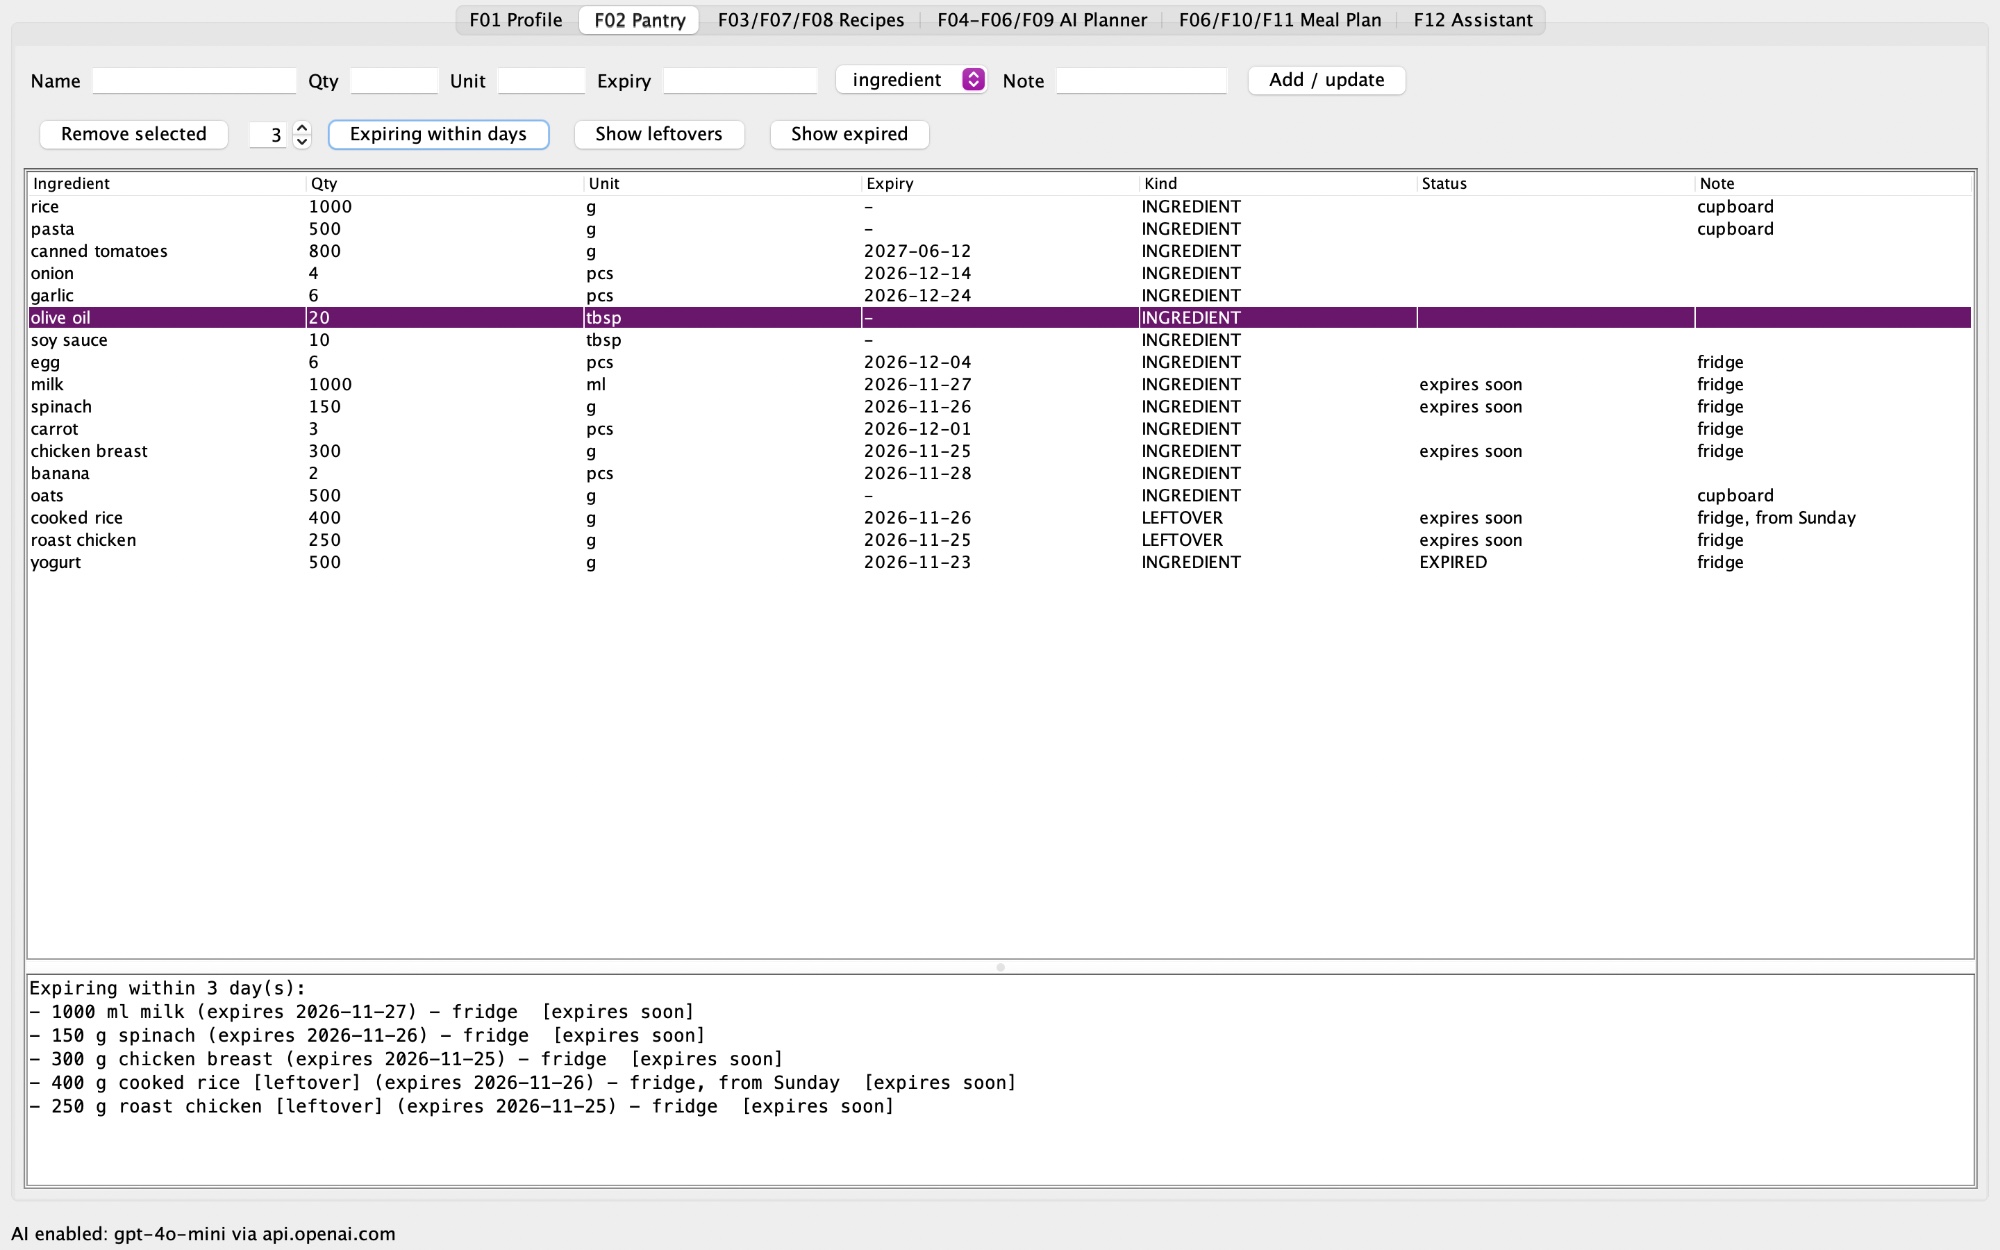 F01 Profile F02 Pantry F03/F07/F08 Recipes F04-F06/F09 AI Planner F06/F10/F11 Meal Plan F12 Assistant
Name Qty Unit Expiry ingredient Note Add / update
Remove selected 3 Expiring within days Show leftovers Show expired
Ingredient Qty Unit Expiry Kind Status Note
rice 1000 g – INGREDIENT cupboard
pasta 500 g – INGREDIENT cupboard
canned tomatoes 800 g 2027-06-12 INGREDIENT
onion 4 pcs 2026-12-14 INGREDIENT
garlic 6 pcs 2026-12-24 INGREDIENT
olive oil 20 tbsp – INGREDIENT
soy sauce 10 tbsp – INGREDIENT
egg 6 pcs 2026-12-04 INGREDIENT fridge
milk 1000 ml 2026-11-27 INGREDIENT expires soon fridge
spinach 150 g 2026-11-26 INGREDIENT expires soon fridge
carrot 3 pcs 2026-12-01 INGREDIENT fridge
chicken breast 300 g 2026-11-25 INGREDIENT expires soon fridge
banana 2 pcs 2026-11-28 INGREDIENT
oats 500 g – INGREDIENT cupboard
cooked rice 400 g 2026-11-26 LEFTOVER expires soon fridge, from Sunday
roast chicken 250 g 2026-11-25 LEFTOVER expires soon fridge
yogurt 500 g 2026-11-23 INGREDIENT EXPIRED fridge
Expiring within 3 day(s):
- 1000 ml milk (expires 2026-11-27) - fridge  [expires soon]
- 150 g spinach (expires 2026-11-26) - fridge  [expires soon]
- 300 g chicken breast (expires 2026-11-25) - fridge  [expires soon]
- 400 g cooked rice [leftover] (expires 2026-11-26) - fridge, from Sunday  [expires soon]
- 250 g roast chicken [leftover] (expires 2026-11-25) - fridge  [expires soon]
AI enabled: gpt-4o-mini via api.openai.com